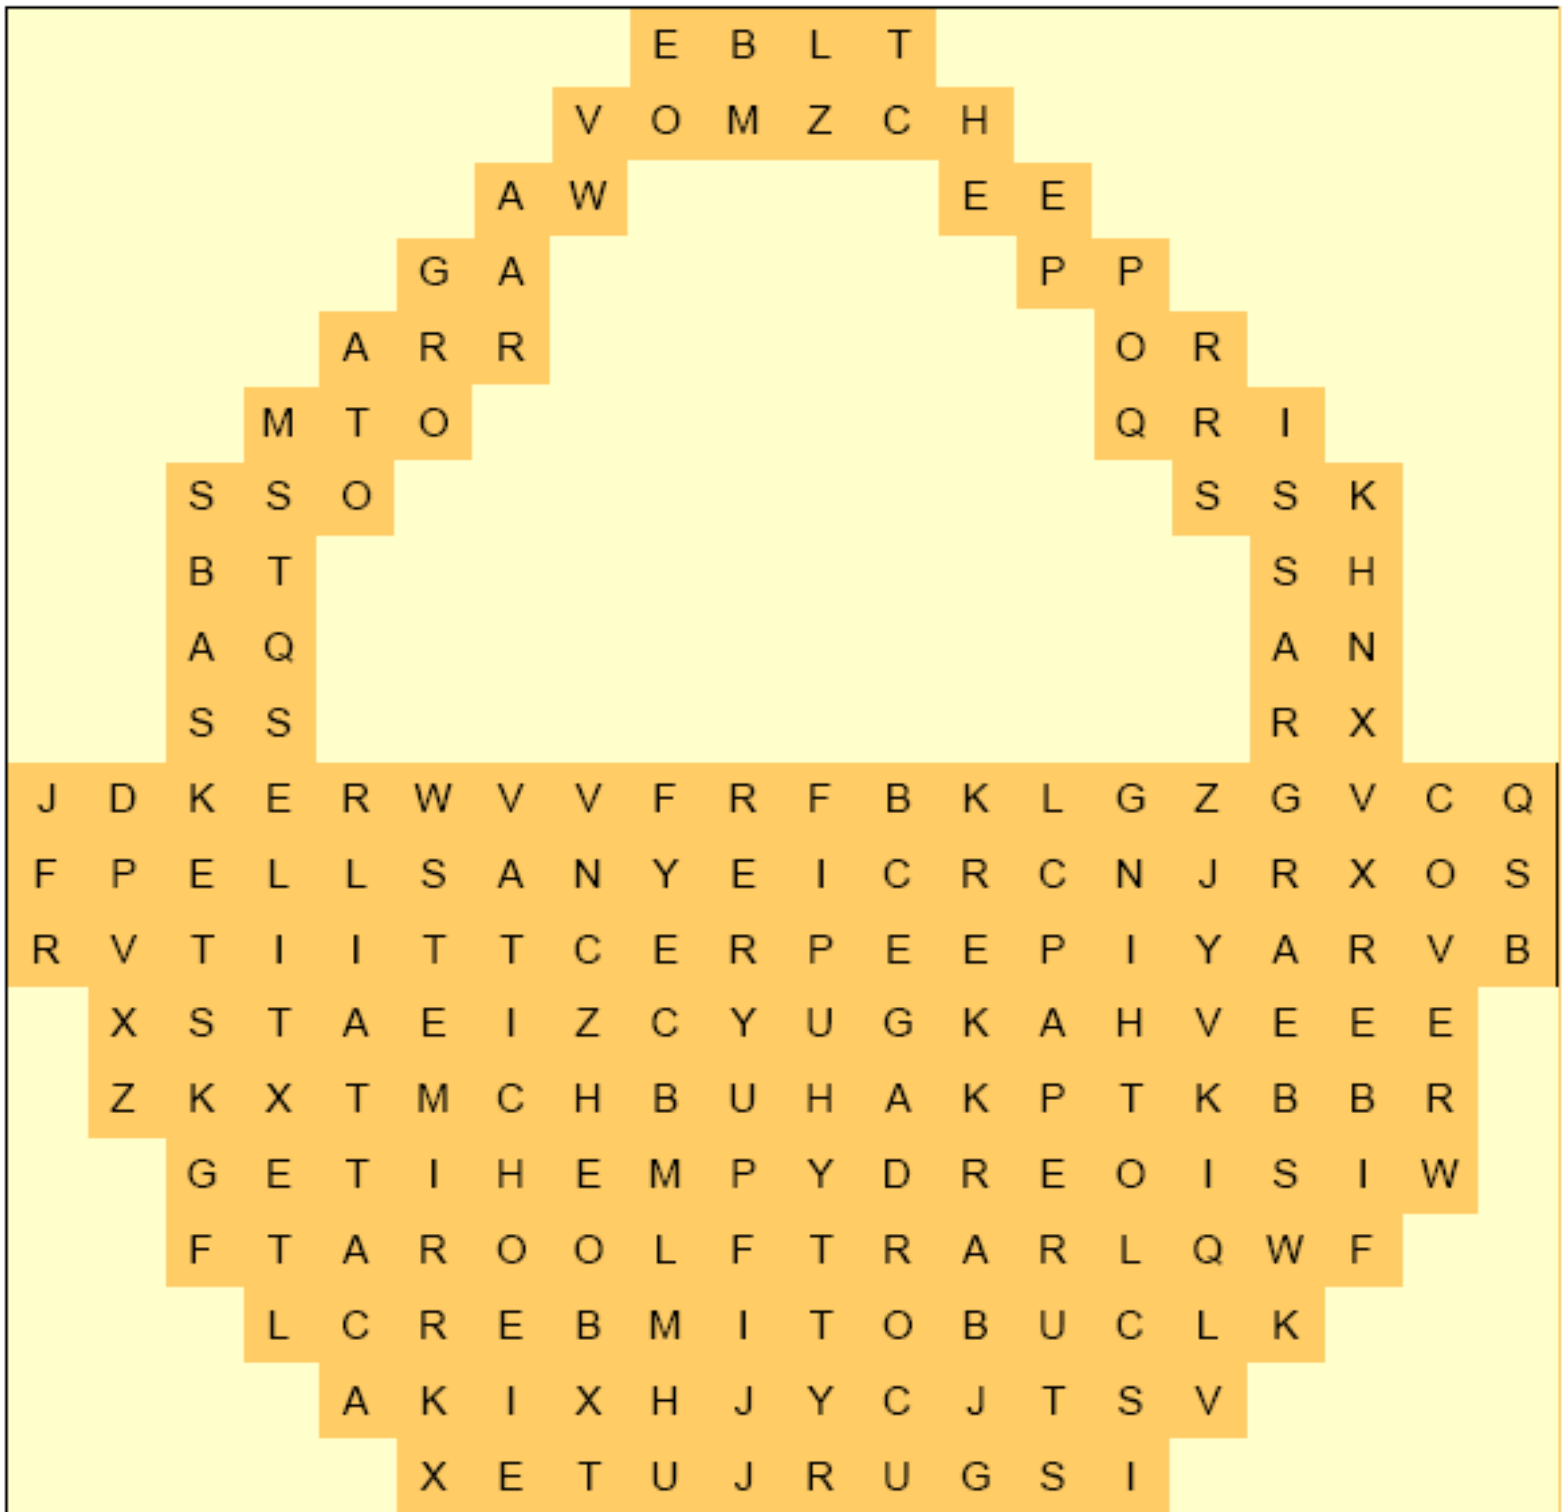 E B L T
V O M Z C H
A W E E
G A P P
A R R O R
M T O Q R I
S S O S S K
B T S H
A Q A N
S S R X
J D K E R W V V F R F B K L G Z G V C Q
F P E L L S A N Y E I C R C N J R X O S
R V T I I T T C E R P E E P I Y A R V B
X S T A E I Z C Y U G K A H V E E E
Z K X T M C H B U H A K P T K B B R
G E T I H E M P Y D R E O I S I W
F T A R O O L F T R A R L Q W F
L C R E B M I T O B U C L K
A K I X H J Y C J T S V
X E T U J R U G S I